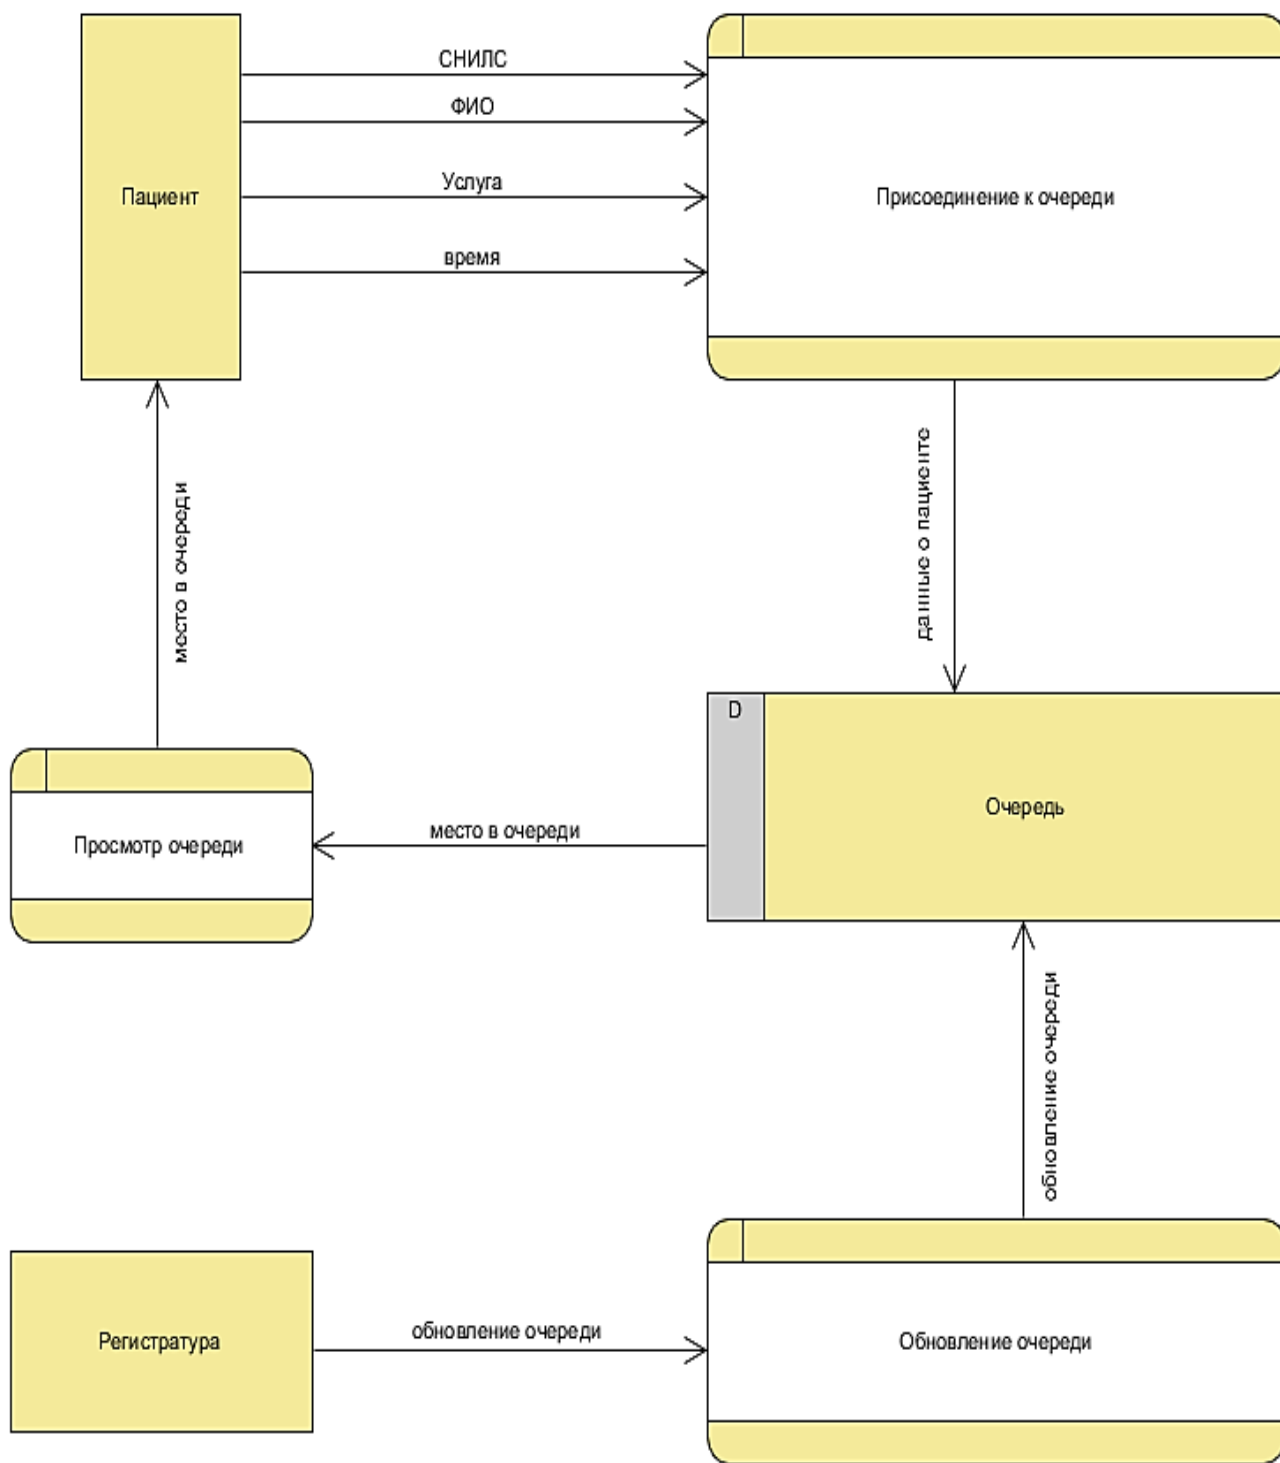 СНИЛС
ФИО
Услуга
время
Пациент
Присоединение к очереди
место в очереди
данные о пациенте
D
Очередь
место в очереди
Просмотр очереди
обновление очереди
Регистратура
обновление очереди
Обновление очереди